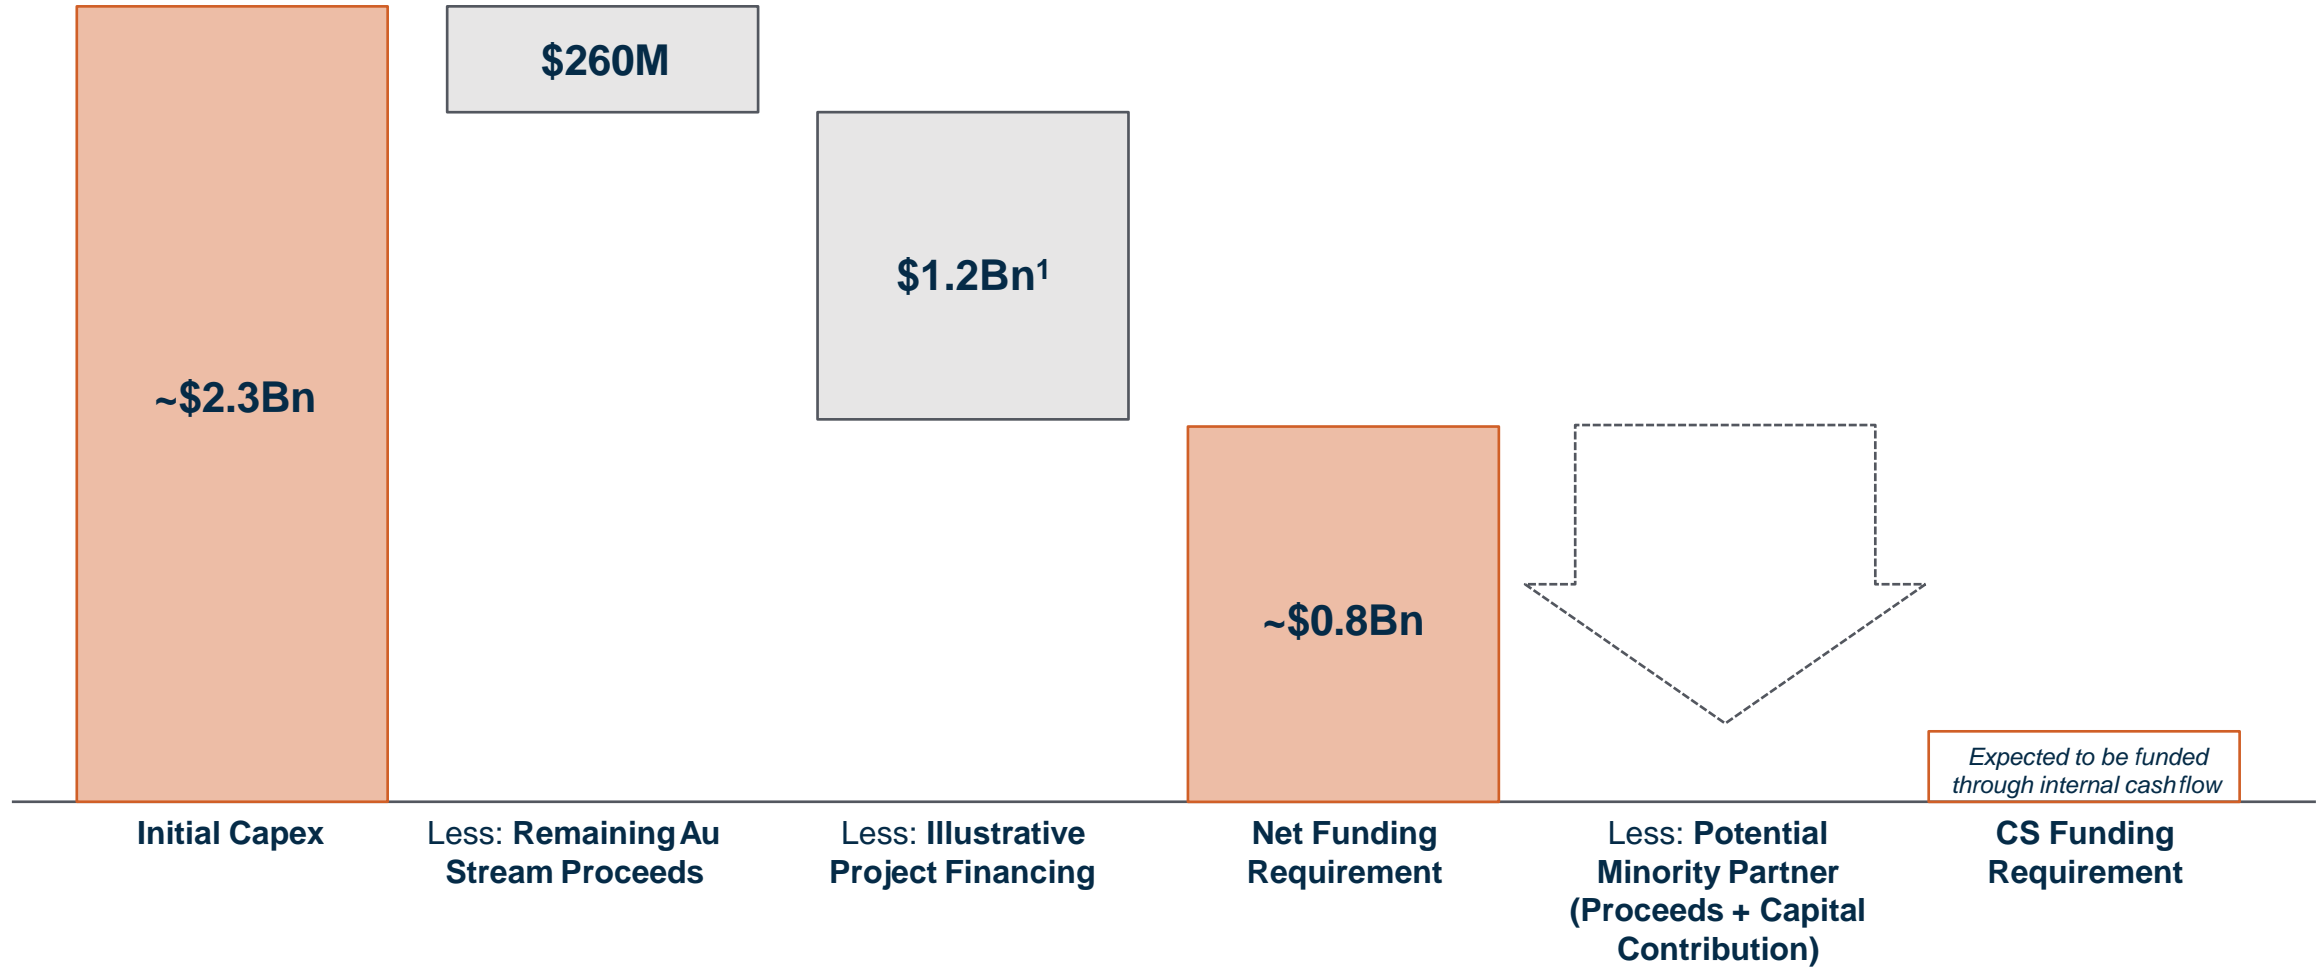 $260M
$1.2Bn¹
~$2.3Bn
~$0.8Bn
Expected to be funded
through internal cash flow
Initial Capex
Less: Remaining Au
Stream Proceeds
Less: Illustrative
Project Financing
Net Funding
Requirement
Less: Potential
Minority Partner
(Proceeds + Capital
Contribution)
CS Funding
Requirement